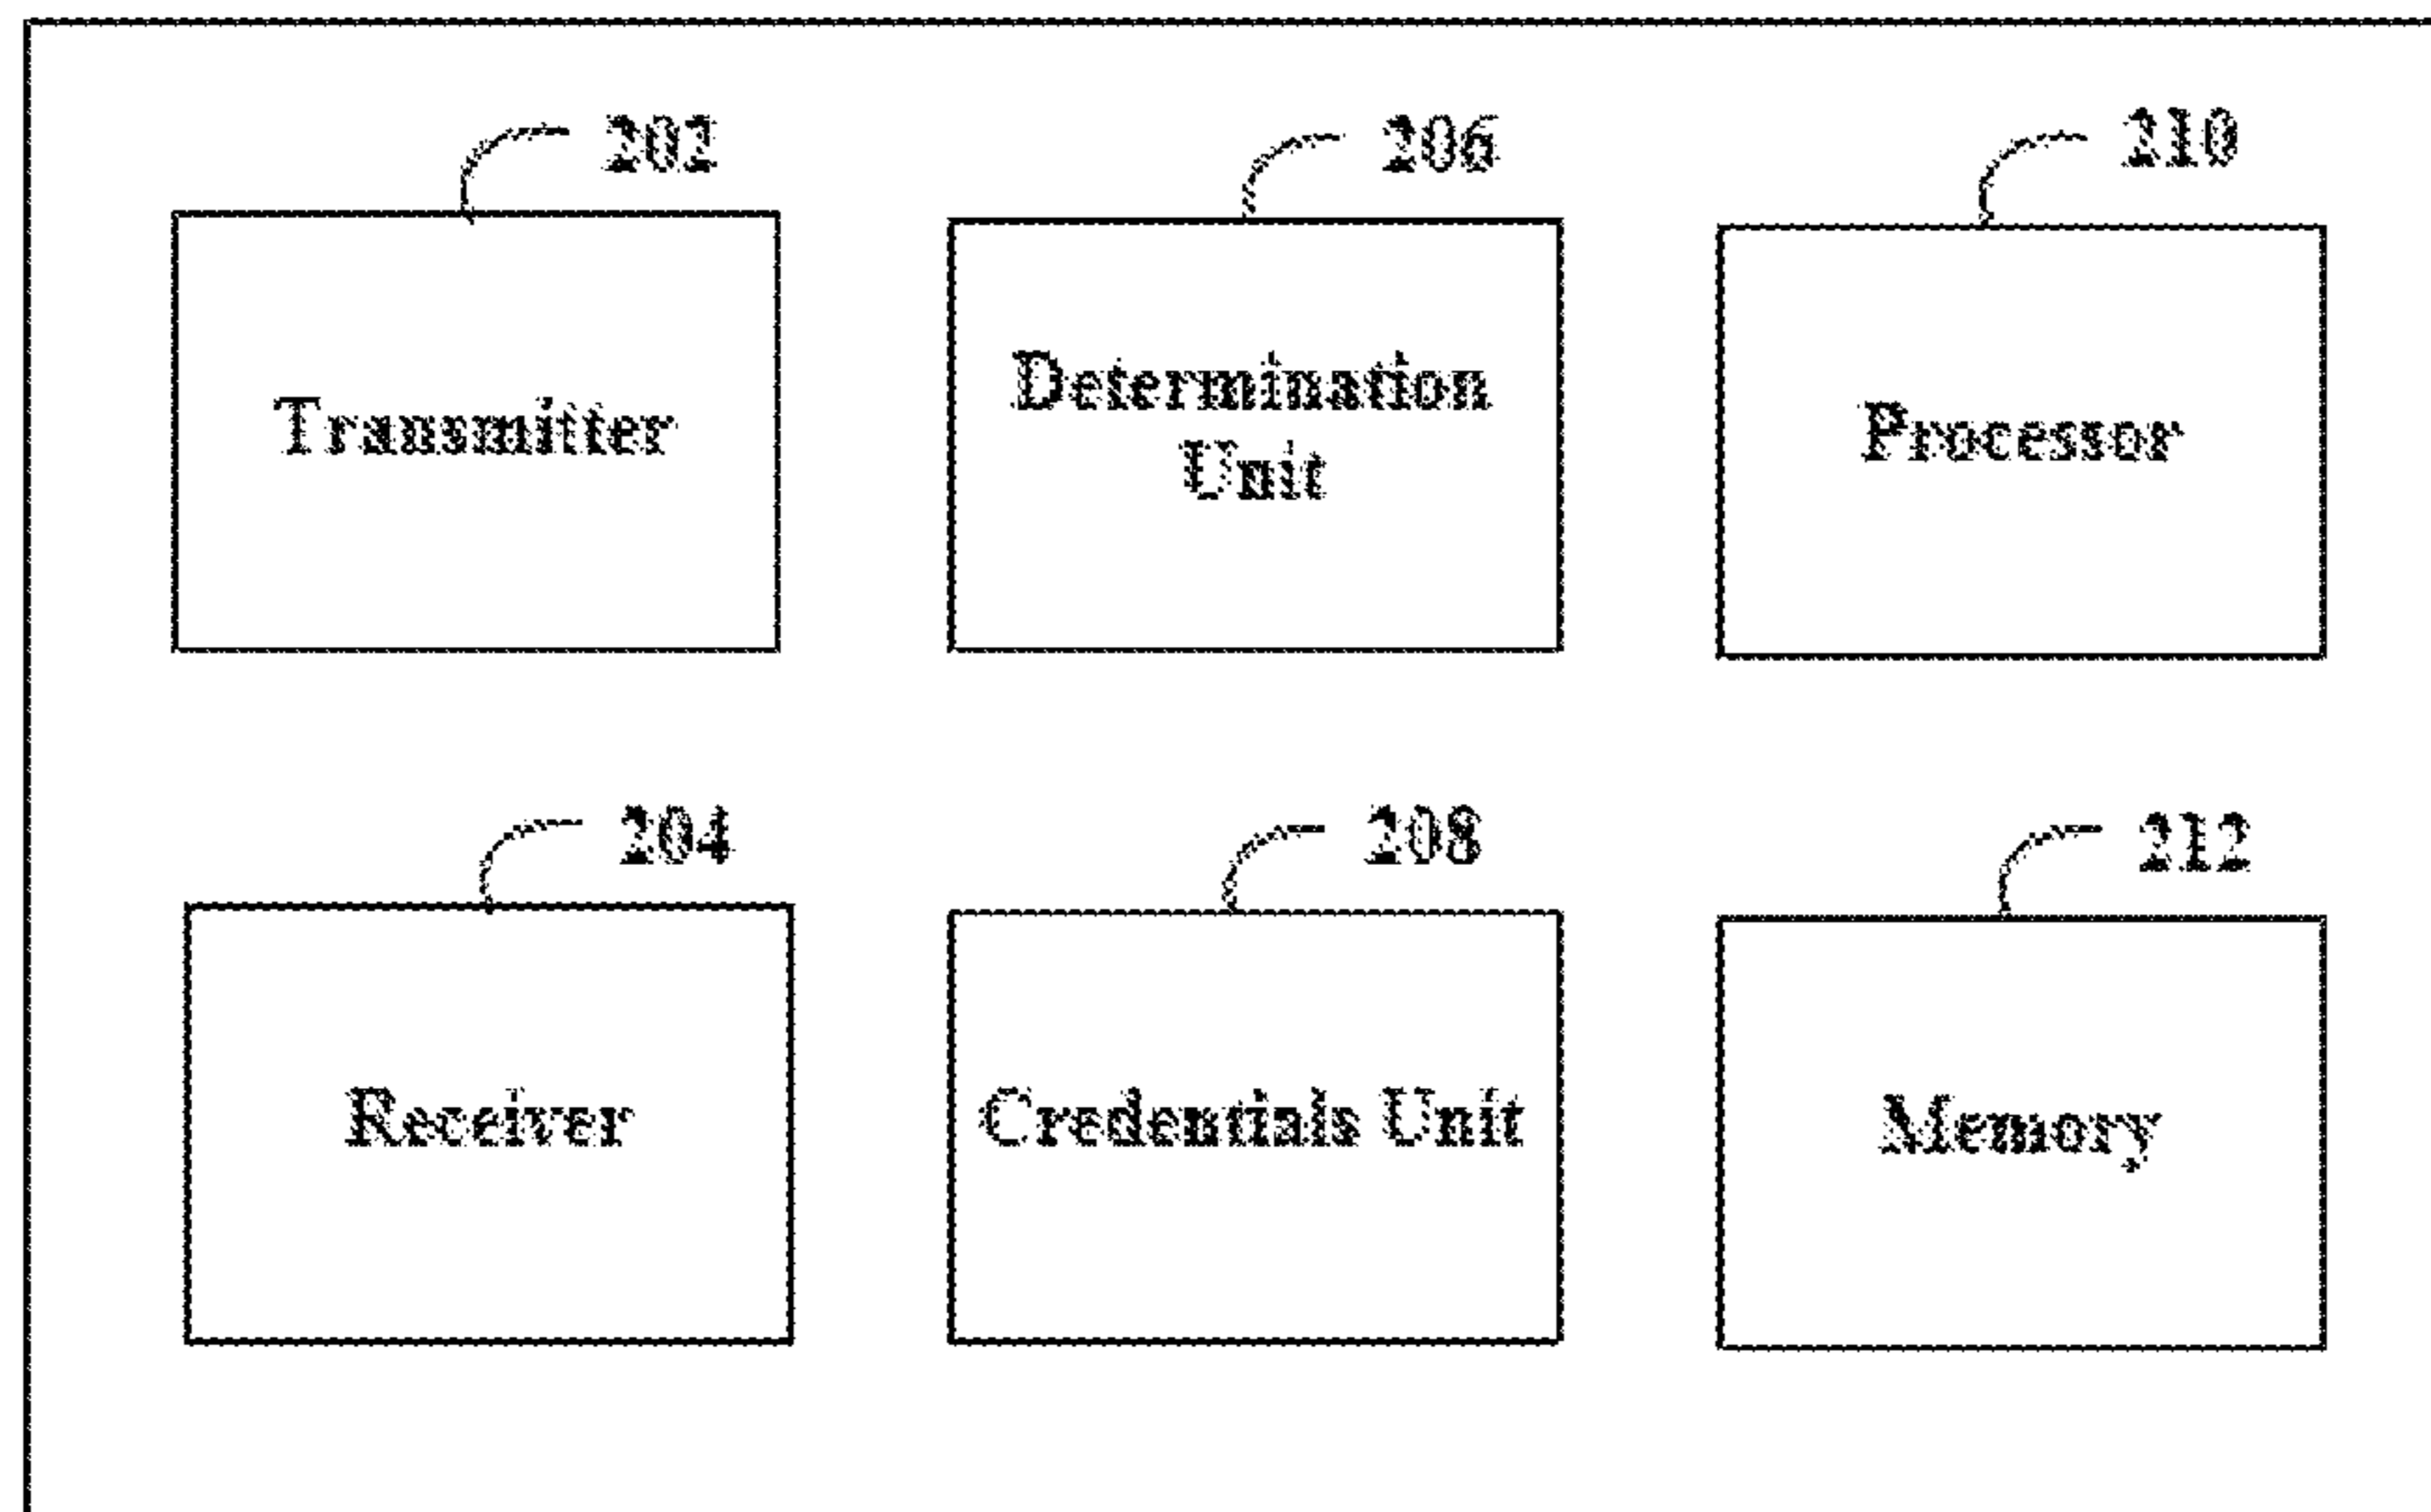 202
206
210
Transmitter
Determination
Unit
Processor
204
208
212
Receiver
Credentials Unit
Memory